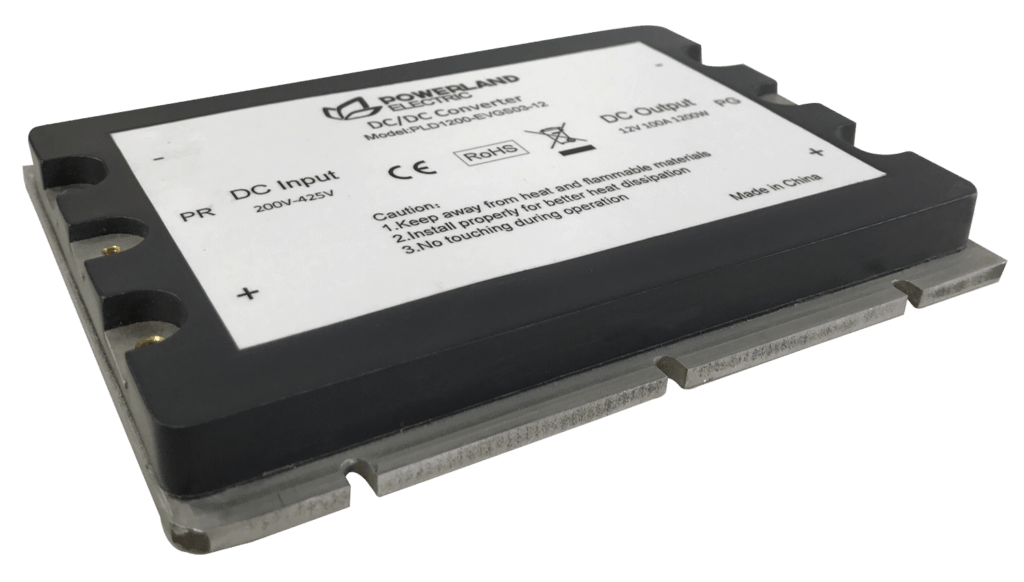 POWERLAND
ELECTRIC
DC/DC Converter
Model:PLD1200-EVGS03-12
-
DC Input
200V-425V
PR
+
CE
RoHS
-
DC Output
12V 100A 1200W
PG
+
Caution:
1.Keep away from heat and flammable materials
2.Install properly for better heat dissipation
3.No touching during operation
Made in China